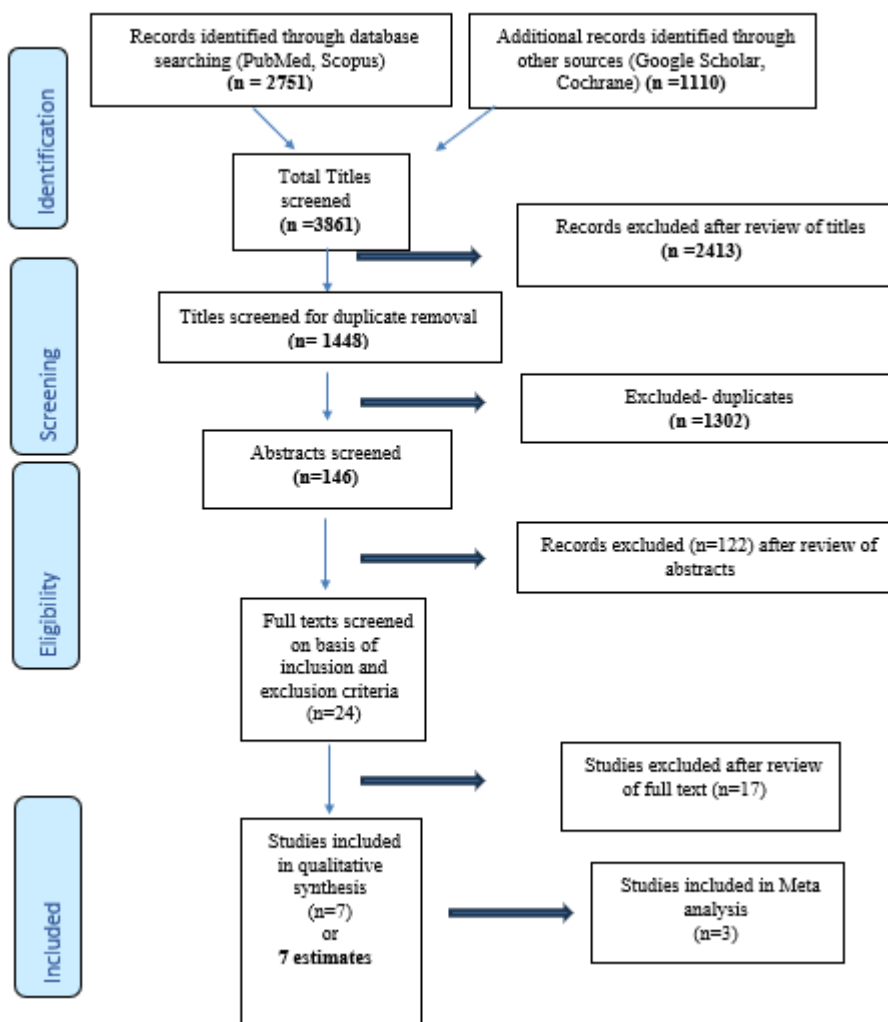 Records identified through database
searching (PubMed, Scopus)
(n = 2751)
Additional records identified through
other sources (Google Scholar,
Cochrane) (n =1110)
Identification
Total Titles
screened
(n =3861)
Records excluded after review of titles
(n =2413)
Screening
Titles screened for duplicate removal
(n= 1448)
Excluded- duplicates
(n =1302)
Abstracts screened
(n=146)
Eligibility
Records excluded (n=122) after review of
abstracts
Full texts screened
on basis of
inclusion and
exclusion criteria
(n=24)
Studies excluded after review
of full text (n=17)
Included
Studies included
in qualitative
synthesis
(n=7)
or
7 estimates
Studies included in Meta
analysis
(n=3)